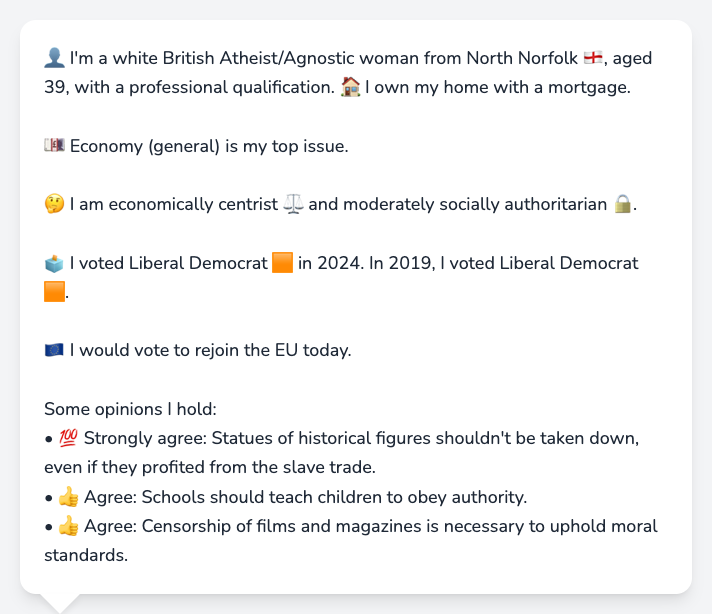 👤 I'm a white British Atheist/Agnostic woman from North Norfolk 🏴󠁧󠁢󠁥󠁮󠁧󠁿, aged
39, with a professional qualification. 🏠 I own my home with a mortgage.
💷 Economy (general) is my top issue.
🤔 I am economically centrist ⚖️ and moderately socially authoritarian 🔒.
🗳️ I voted Liberal Democrat 🟧 in 2024. In 2019, I voted Liberal Democrat
🟧.
🇪🇺 I would vote to rejoin the EU today.
Some opinions I hold:
• 💯 Strongly agree: Statues of historical figures shouldn't be taken down,
even if they profited from the slave trade.
• 👍 Agree: Schools should teach children to obey authority.
• 👍 Agree: Censorship of films and magazines is necessary to uphold moral
standards.